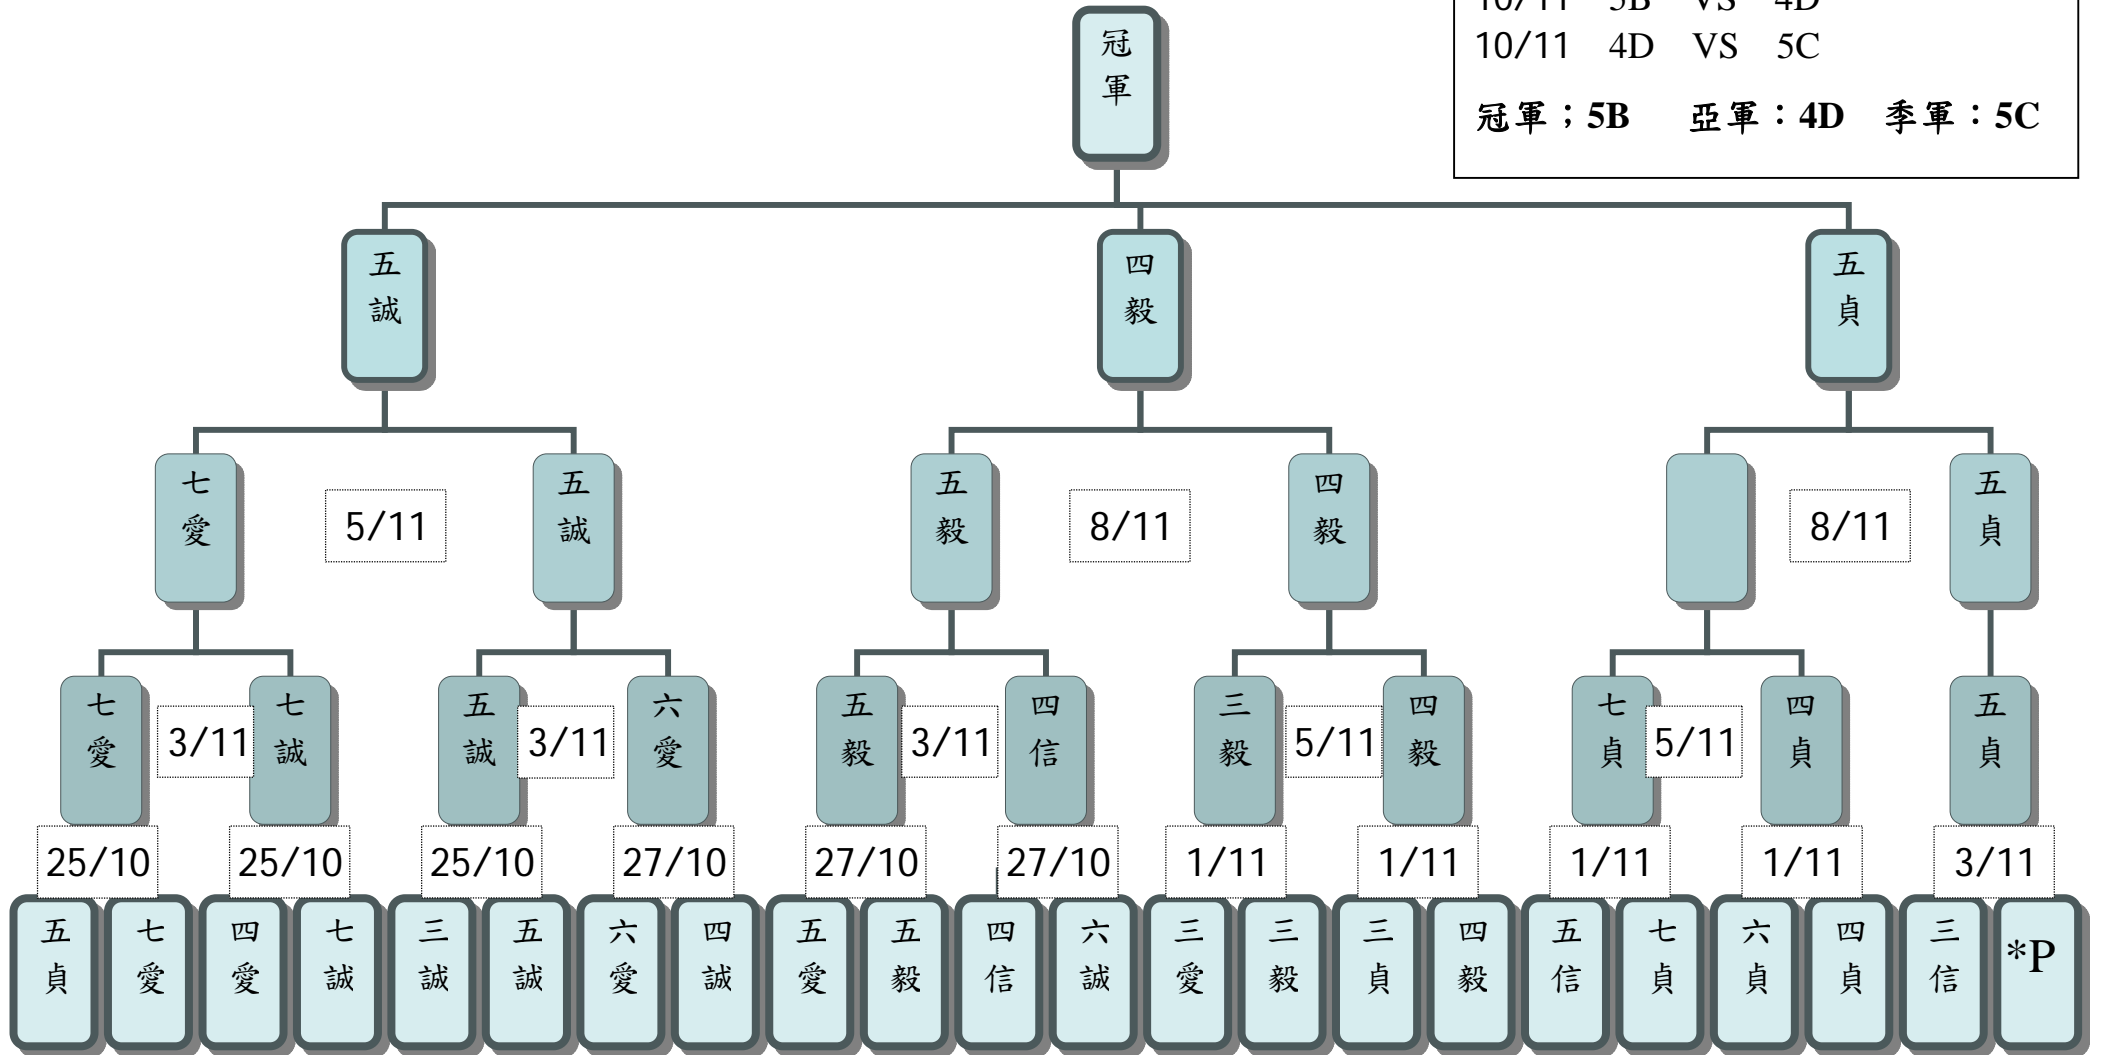 10/11 5B VS 4D
10/11 4D VS 5C
冠軍；5B 亞軍：4D 季軍：5C
冠軍
五誠 四毅 五貞
七愛 5/11 五誠 五毅 8/11 四毅 8/11 五貞
七愛 3/11 七誠 五誠 3/11 六愛 五毅 3/11 四信 三毅 5/11 四毅 七貞 5/11 四貞 五貞
25/10 25/10 25/10 27/10 27/10 27/10 1/11 1/11 1/11 1/11 3/11
五貞 七愛 四愛 七誠 三誠 五誠 六愛 四誠 五愛 五毅 四信 六誠 三愛 三毅 三貞 四毅 五信 七貞 六貞 四貞 三信 *P